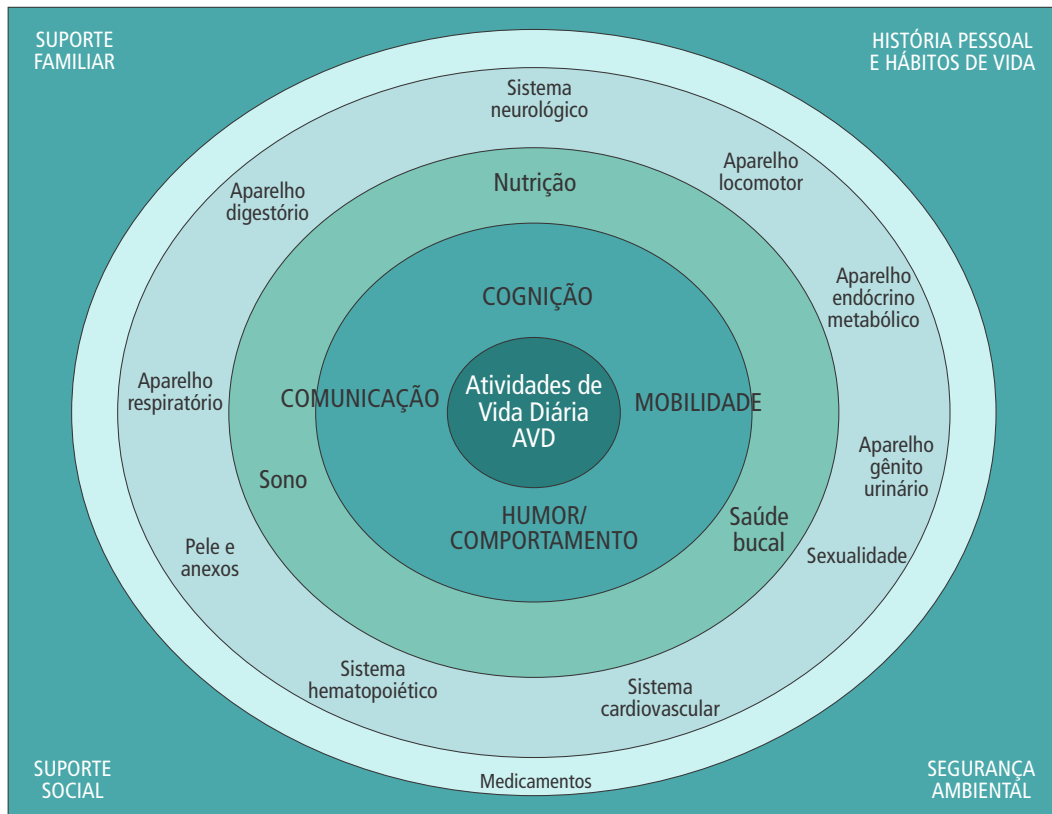 SUPORTE
FAMILIAR
HISTÓRIA PESSOAL
E HÁBITOS DE VIDA
Sistema
neurológico
Aparelho
locomotor
Nutrição
Aparelho
digestório
Aparelho
endócrino
metabólico
COGNIÇÃO
Aparelho
respiratório
COMUNICAÇÃO
Atividades de
Vida Diária
AVD
MOBILIDADE
Aparelho
gênito
urinário
Sono
HUMOR/
COMPORTAMENTO
Saúde
bucal
Sexualidade
Pele e
anexos
Sistema
hematopoiético
Sistema
cardiovascular
SUPORTE
SOCIAL
Medicamentos
SEGURANÇA
AMBIENTAL